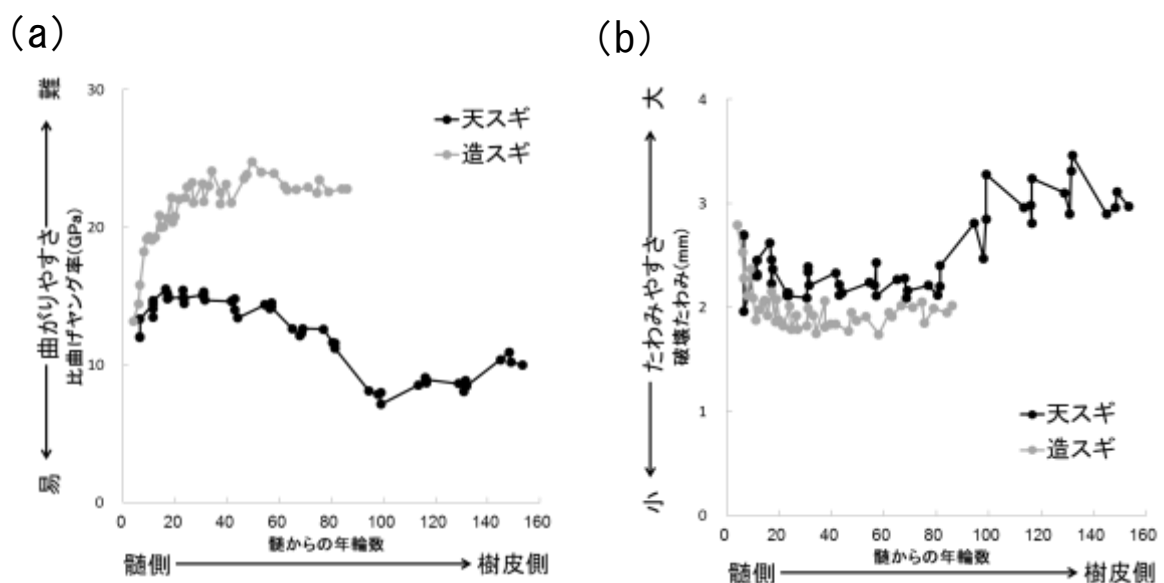 (a)
難
曲がりやすさ
易
比曲げヤング率(GPa)
30
20
10
0
天スギ
造スギ
0 20 40 60 80 100 120 140 160
髄からの年輪数
髄側
樹皮側
(b)
大
たわみやすさ
小
破壊たわみ(mm)
4
3
2
1
0
天スギ
造スギ
0 20 40 60 80 100 120 140 160
髄からの年輪数
髄側
樹皮側